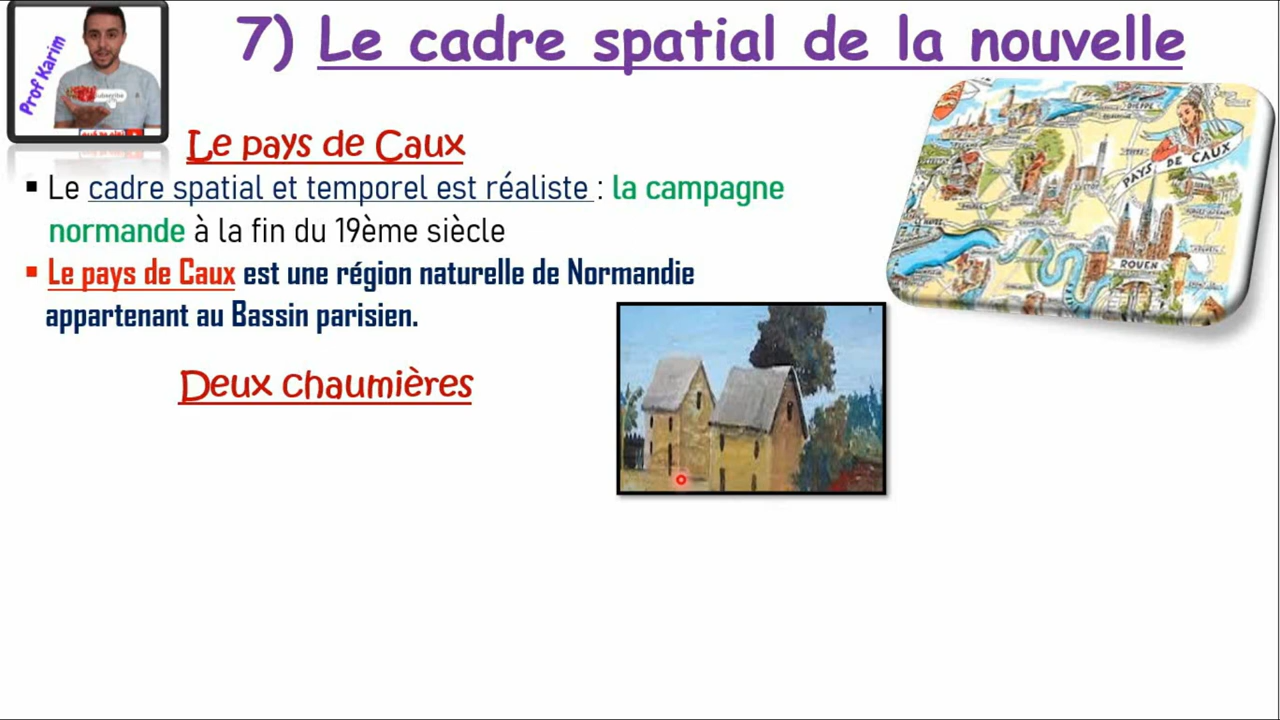 7) Le cadre spatial de la nouvelle
Prof Karim
Le pays de Caux
▪ Le cadre spatial et temporel est réaliste : la campagne
normande à la fin du 19ème siècle
▪ Le pays de Caux est une région naturelle de Normandie
appartenant au Bassin parisien.
Deux chaumières
DIEPPE
PAYS DE CAUX
ROUEN